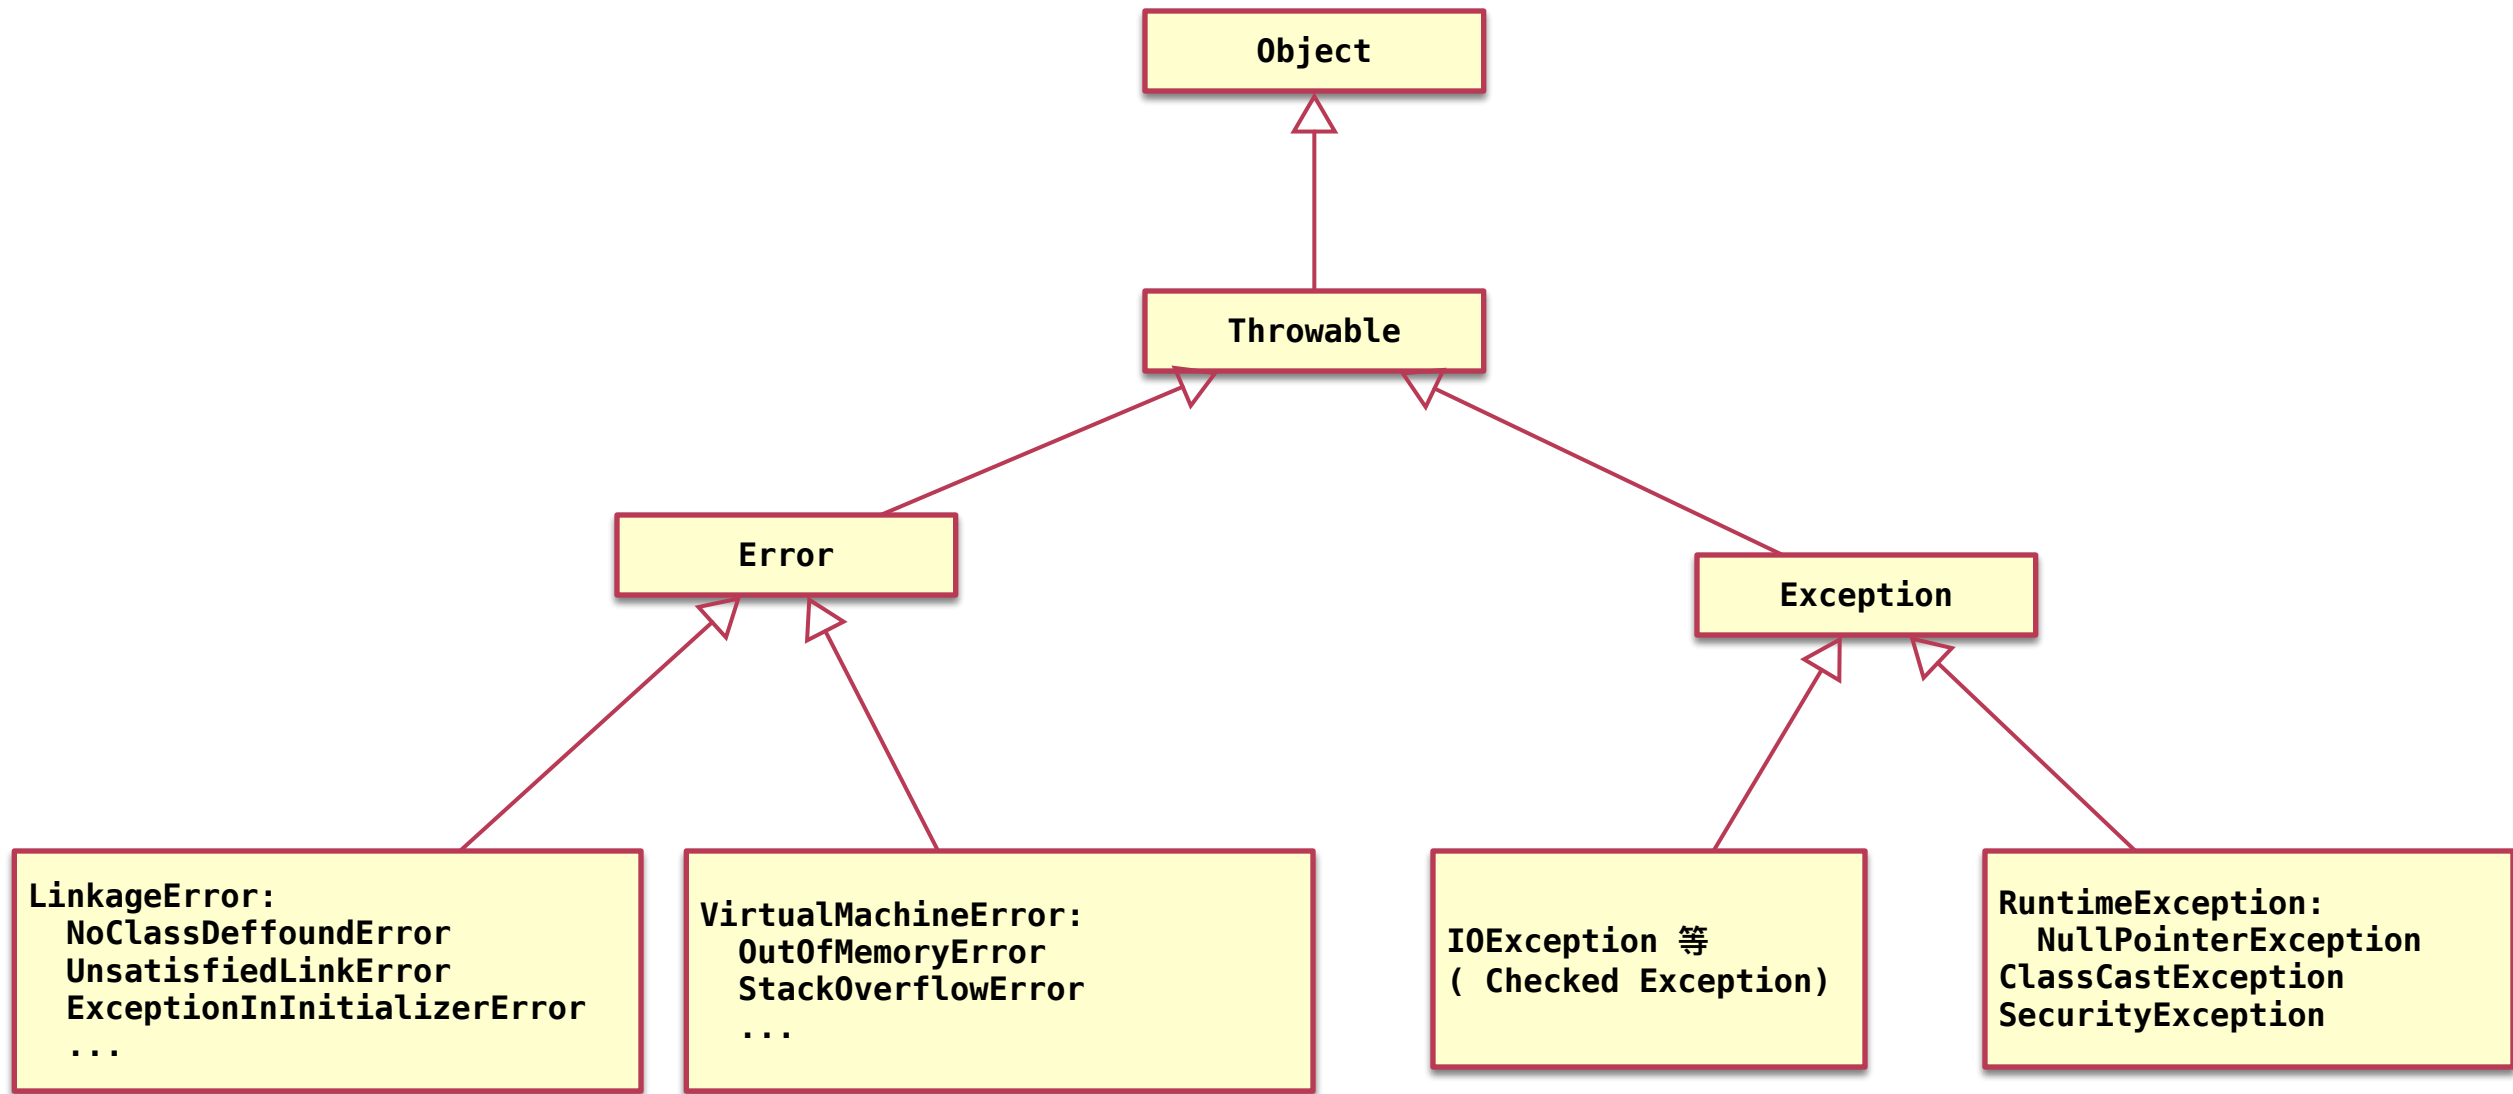 Object
Throwable
Error
Exception
LinkageError:
NoClassDeffoundError
UnsatisfiedLinkError
ExceptionInInitializerError
...
VirtualMachineError:
OutOfMemoryError
StackOverflowError
...
IOException 等
( Checked Exception)
RuntimeException:
NullPointerException
ClassCastException
SecurityException